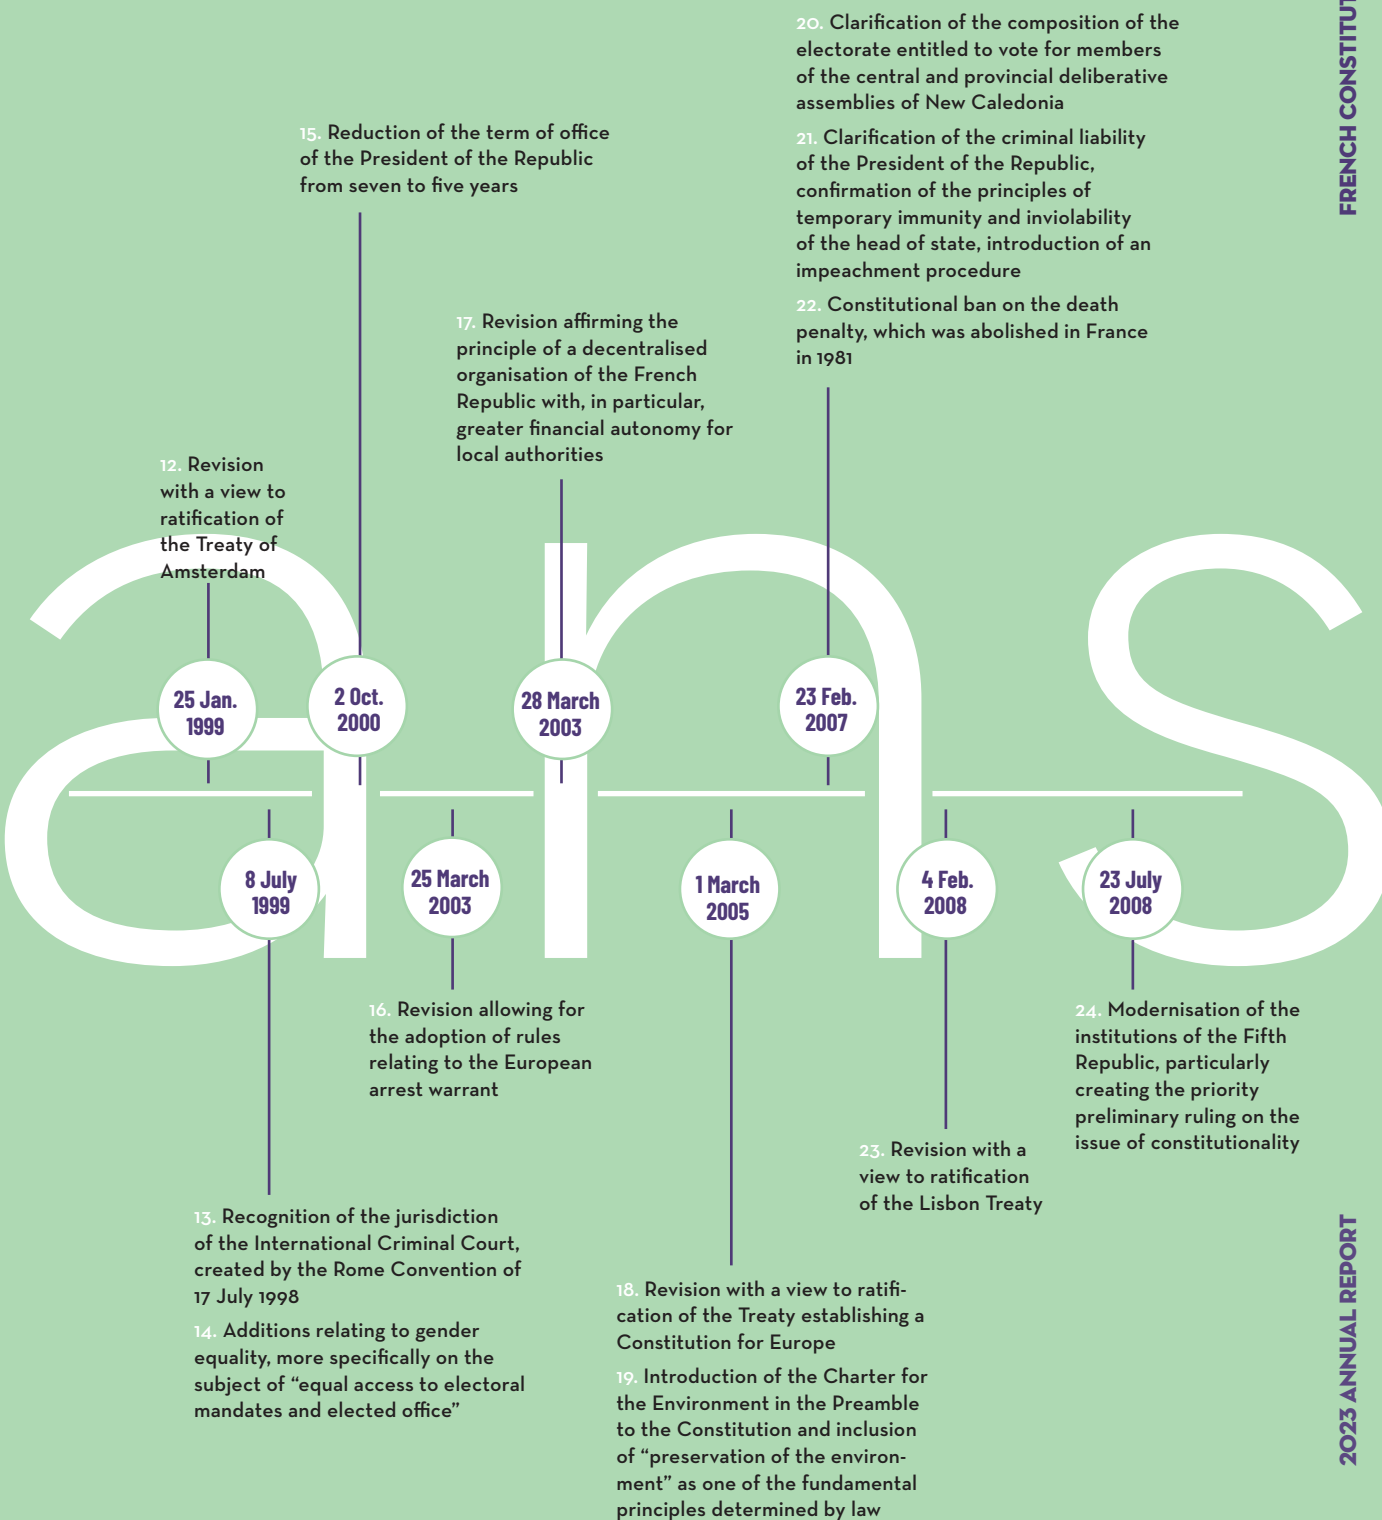 20. Clarification of the composition of the
electorate entitled to vote for members
of the central and provincial deliberative
assemblies of New Caledonia
21. Clarification of the criminal liability
of the President of the Republic,
confirmation of the principles of
temporary immunity and inviolability
of the head of state, introduction of an
impeachment procedure
22. Constitutional ban on the death
penalty, which was abolished in France
in 1981
15. Reduction of the term of office
of the President of the Republic
from seven to five years
17. Revision affirming the
principle of a decentralised
organisation of the French
Republic with, in particular,
greater financial autonomy for
local authorities
12. Revision
with a view to
ratification of
the Treaty of
Amsterdam
ans
25 Jan.
1999
2 Oct.
2000
28 March
2003
23 Feb.
2007
8 July
1999
25 March
2003
1 March
2005
4 Feb.
2008
23 July
2008
16. Revision allowing for
the adoption of rules
relating to the European
arrest warrant
24. Modernisation of the
institutions of the Fifth
Republic, particularly
creating the priority
preliminary ruling on the
issue of constitutionality
23. Revision with a
view to ratification
of the Lisbon Treaty
13. Recognition of the jurisdiction
of the International Criminal Court,
created by the Rome Convention of
17 July 1998
14. Additions relating to gender
equality, more specifically on the
subject of “equal access to electoral
mandates and elected office”
18. Revision with a view to ratifi-
cation of the Treaty establishing a
Constitution for Europe
19. Introduction of the Charter for
the Environment in the Preamble
to the Constitution and inclusion
of “preservation of the environ-
ment” as one of the fundamental
principles determined by law
FRENCH CONSTITUT
2023 ANNUAL REPORT